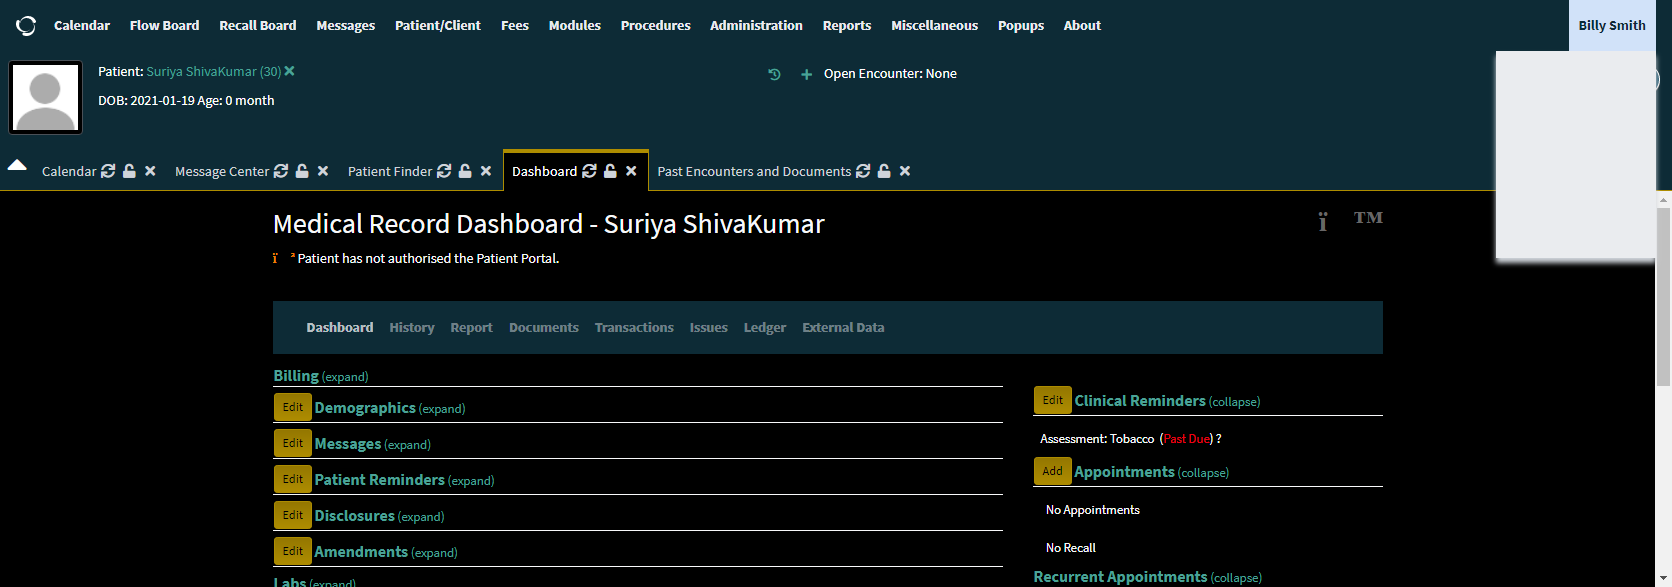 Calendar Flow Board Recall Board Messages Patient/Client Fees Modules Procedures Administration Reports Miscellaneous Popups About Billy Smith
Patient: Suriya ShivaKumar (30)
Open Encounter: None
DOB: 2021-01-19 Age: 0 month
Calendar Message Center Patient Finder Dashboard Past Encounters and Documents
Medical Record Dashboard - Suriya ShivaKumar
ï ™
ï ² Patient has not authorised the Patient Portal.
Dashboard History Report Documents Transactions Issues Ledger External Data
Billing (expand)
Edit Demographics (expand)
Edit Messages (expand)
Edit Patient Reminders (expand)
Edit Disclosures (expand)
Edit Amendments (expand)
Labs (expand)
Edit Clinical Reminders (collapse)
Assessment: Tobacco (Past Due) ?
Add Appointments (collapse)
No Appointments
No Recall
Recurrent Appointments (collapse)